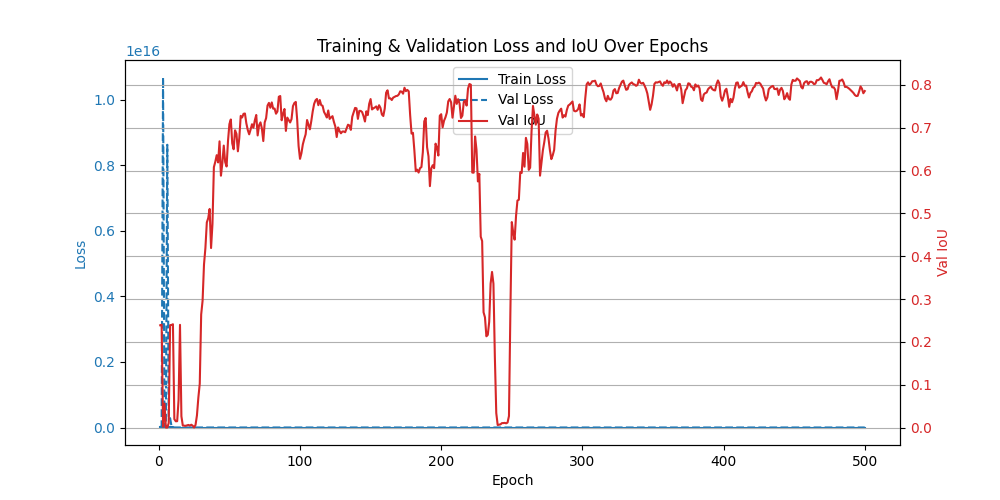 Training & Validation Loss and IoU Over Epochs
1e16
Train Loss
Val Loss
Val IoU
1.0
0.8
0.6
0.4
0.2
0.0
Loss
0.8
0.7
0.6
0.5
0.4
0.3
0.2
0.1
0.0
Val IoU
0 100 200 300 400 500
Epoch